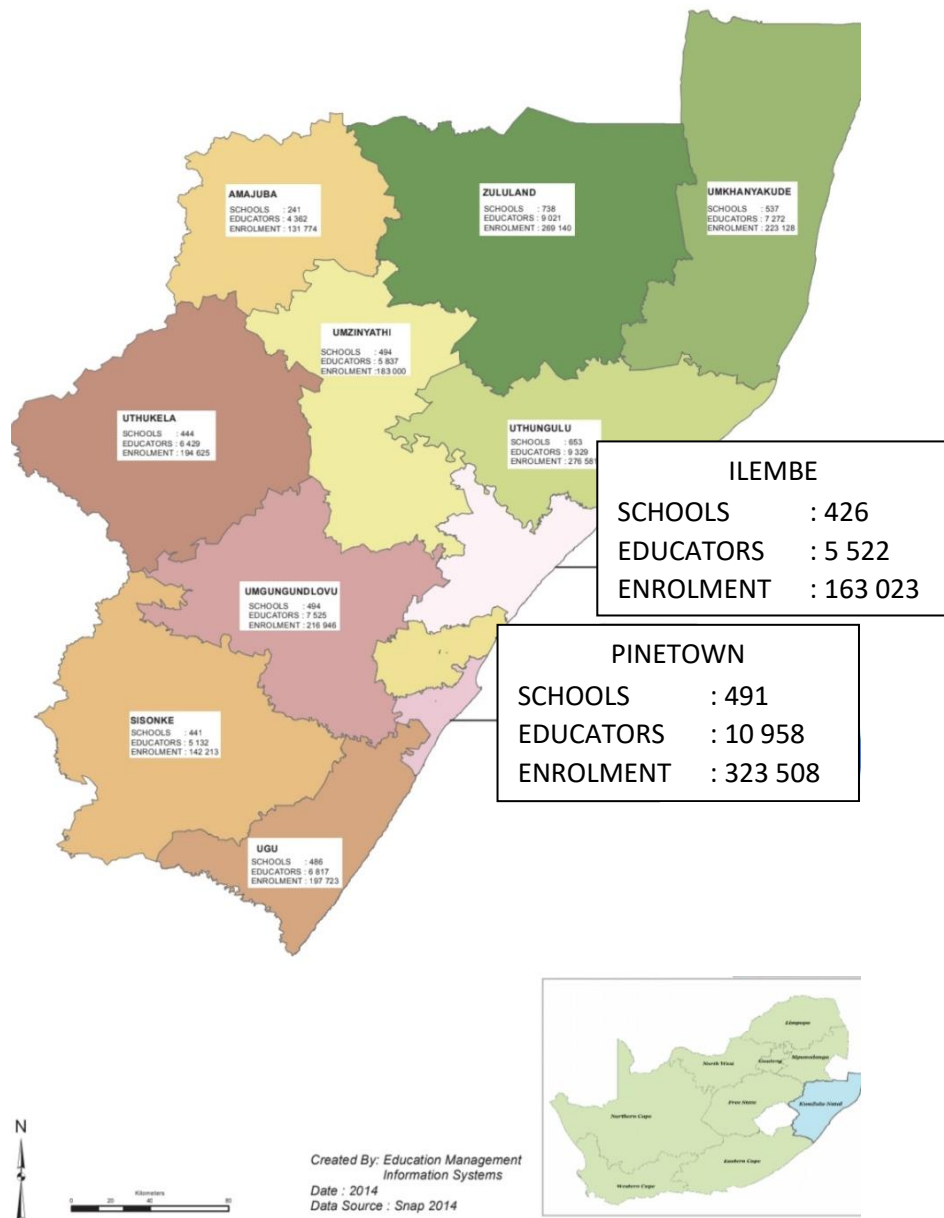 AMAJUBA
SCHOOLS : 241
EDUCATORS : 4 362
ENROLMENT : 131 774
ZULULAND
SCHOOLS : 738
EDUCATORS : 9 021
ENROLMENT : 269 140
UMKHANYAKUDE
SCHOOLS : 537
EDUCATORS : 7 272
ENROLMENT : 223 128
UMZINYATHI
SCHOOLS : 494
EDUCATORS : 5 837
ENROLMENT :183 000
UTHUKELA
SCHOOLS : 444
EDUCATORS : 6 429
ENROLMENT : 194 625
UTHUNGULU
SCHOOLS : 653
EDUCATORS : 9 329
ENROLMENT : 276 581
ILEMBE
SCHOOLS : 426
EDUCATORS : 5 522
ENROLMENT : 163 023
UMGUNGUNDLOVU
SCHOOLS : 494
EDUCATORS : 7 525
ENROLMENT : 216 946
PINETOWN
SCHOOLS : 491
EDUCATORS : 10 958
ENROLMENT : 323 508
SISONKE
SCHOOLS : 441
EDUCATORS : 5 132
ENROLMENT : 142 213
UGU
SCHOOLS : 486
EDUCATORS : 6 817
ENROLMENT : 197 723
Limpopo
North West
Gauteng
Mpumalanga
Free State
KwaZulu-Natal
Northern Cape
Eastern Cape
Western Cape
N
Kilometers
0 20 40 80
Created By: Education Management
Information Systems
Date : 2014
Data Source : Snap 2014